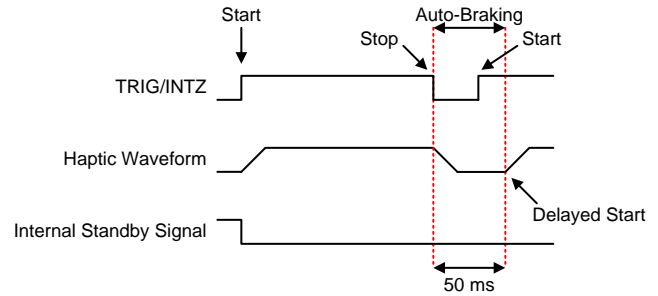 Start
Auto-Braking
Stop
Start
TRIG/INTZ
Haptic Waveform
Delayed Start
Internal Standby Signal
50 ms